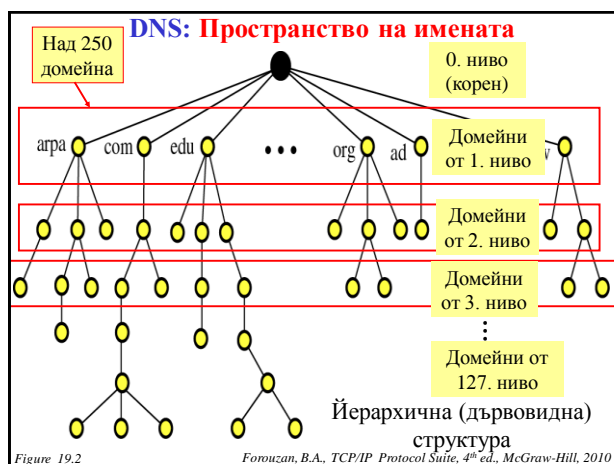 DNS: Пространство на имената
Над 250
домейна
0. ниво
(корен)
arpa com edu org ad
Домейни
от 1. ниво
Домейни
от 2. ниво
Домейни
от 3. ниво
Домейни от
127. ниво
Йерархична (дървовидна)
структура
Figure 19.2
Forouzan, B.A., TCP/IP Protocol Suite, 4th ed., McGraw-Hill, 2010